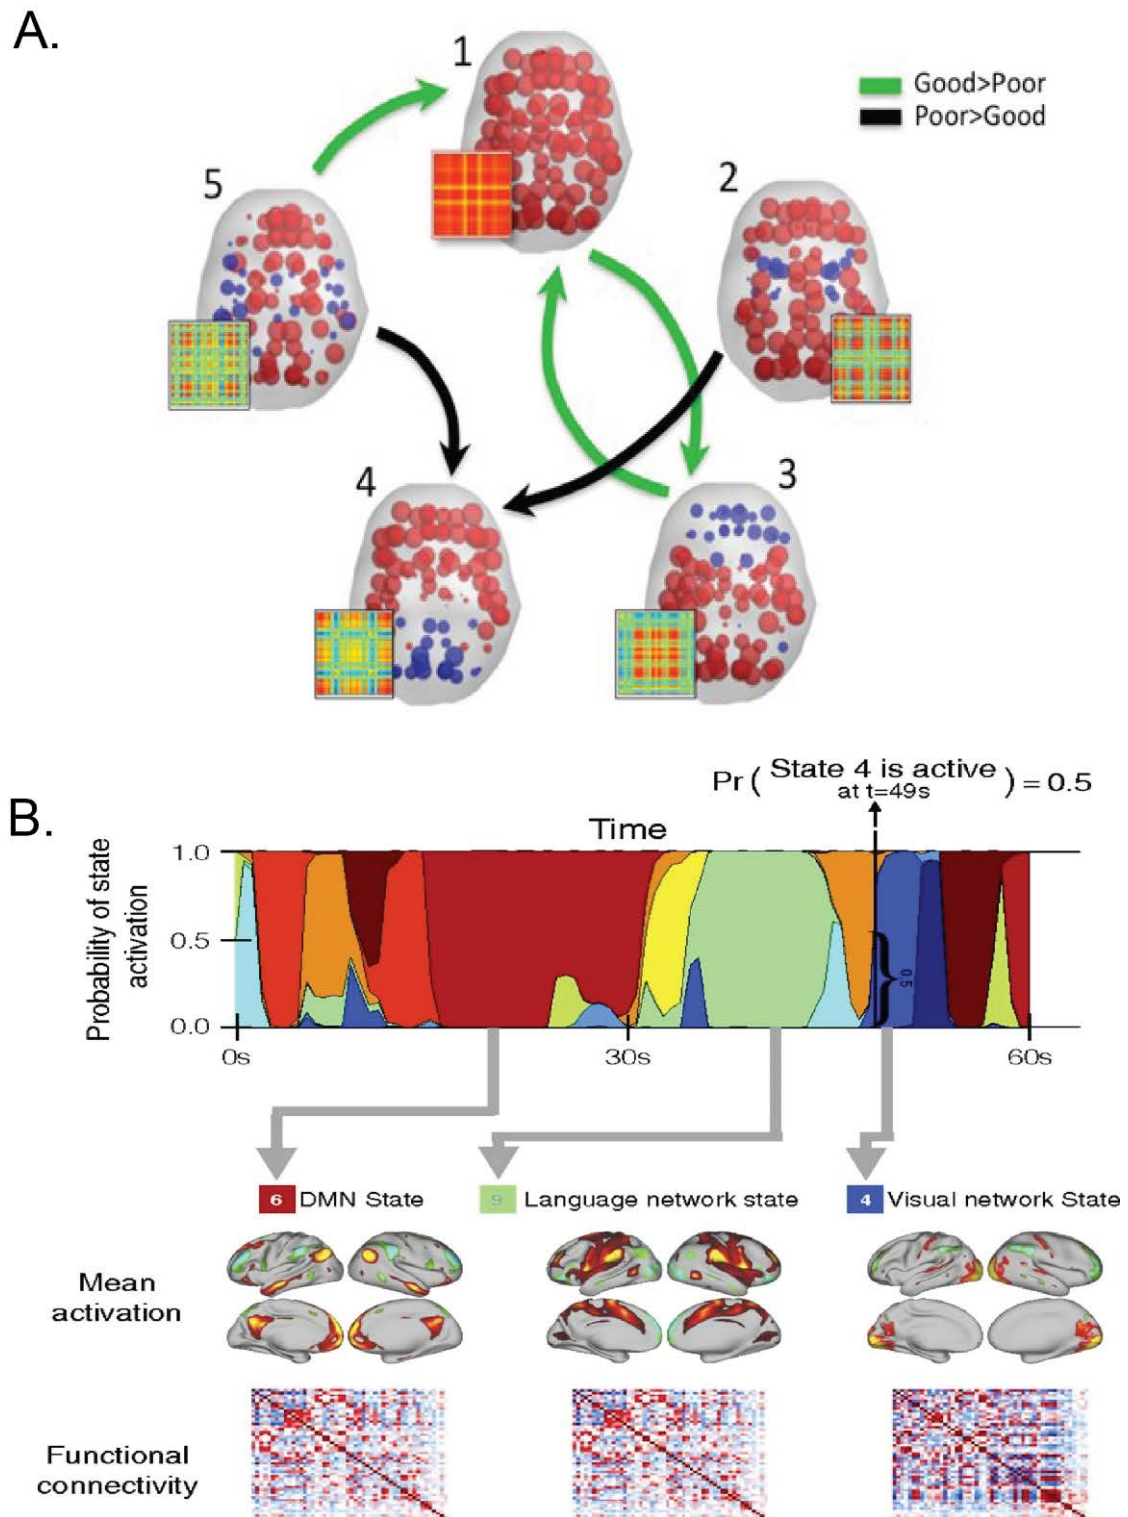 A.
1
Good>Poor
Poor>Good
5
2
4
3
Pr ( State 4 is active at t=49s ) = 0.5
B.
Time
Probability of state
activation
1.0
0.5
0.0
0.5
0s
30s
60s
6 DMN State
9 Language network state
4 Visual network State
Mean
activation
Functional
connectivity